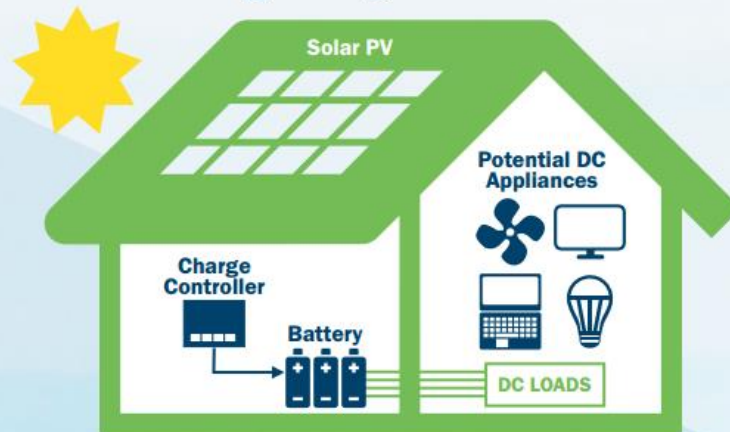 Solar PV
Potential DC
Appliances
Charge
Controller
Battery
+ + +
- - -
DC LOADS